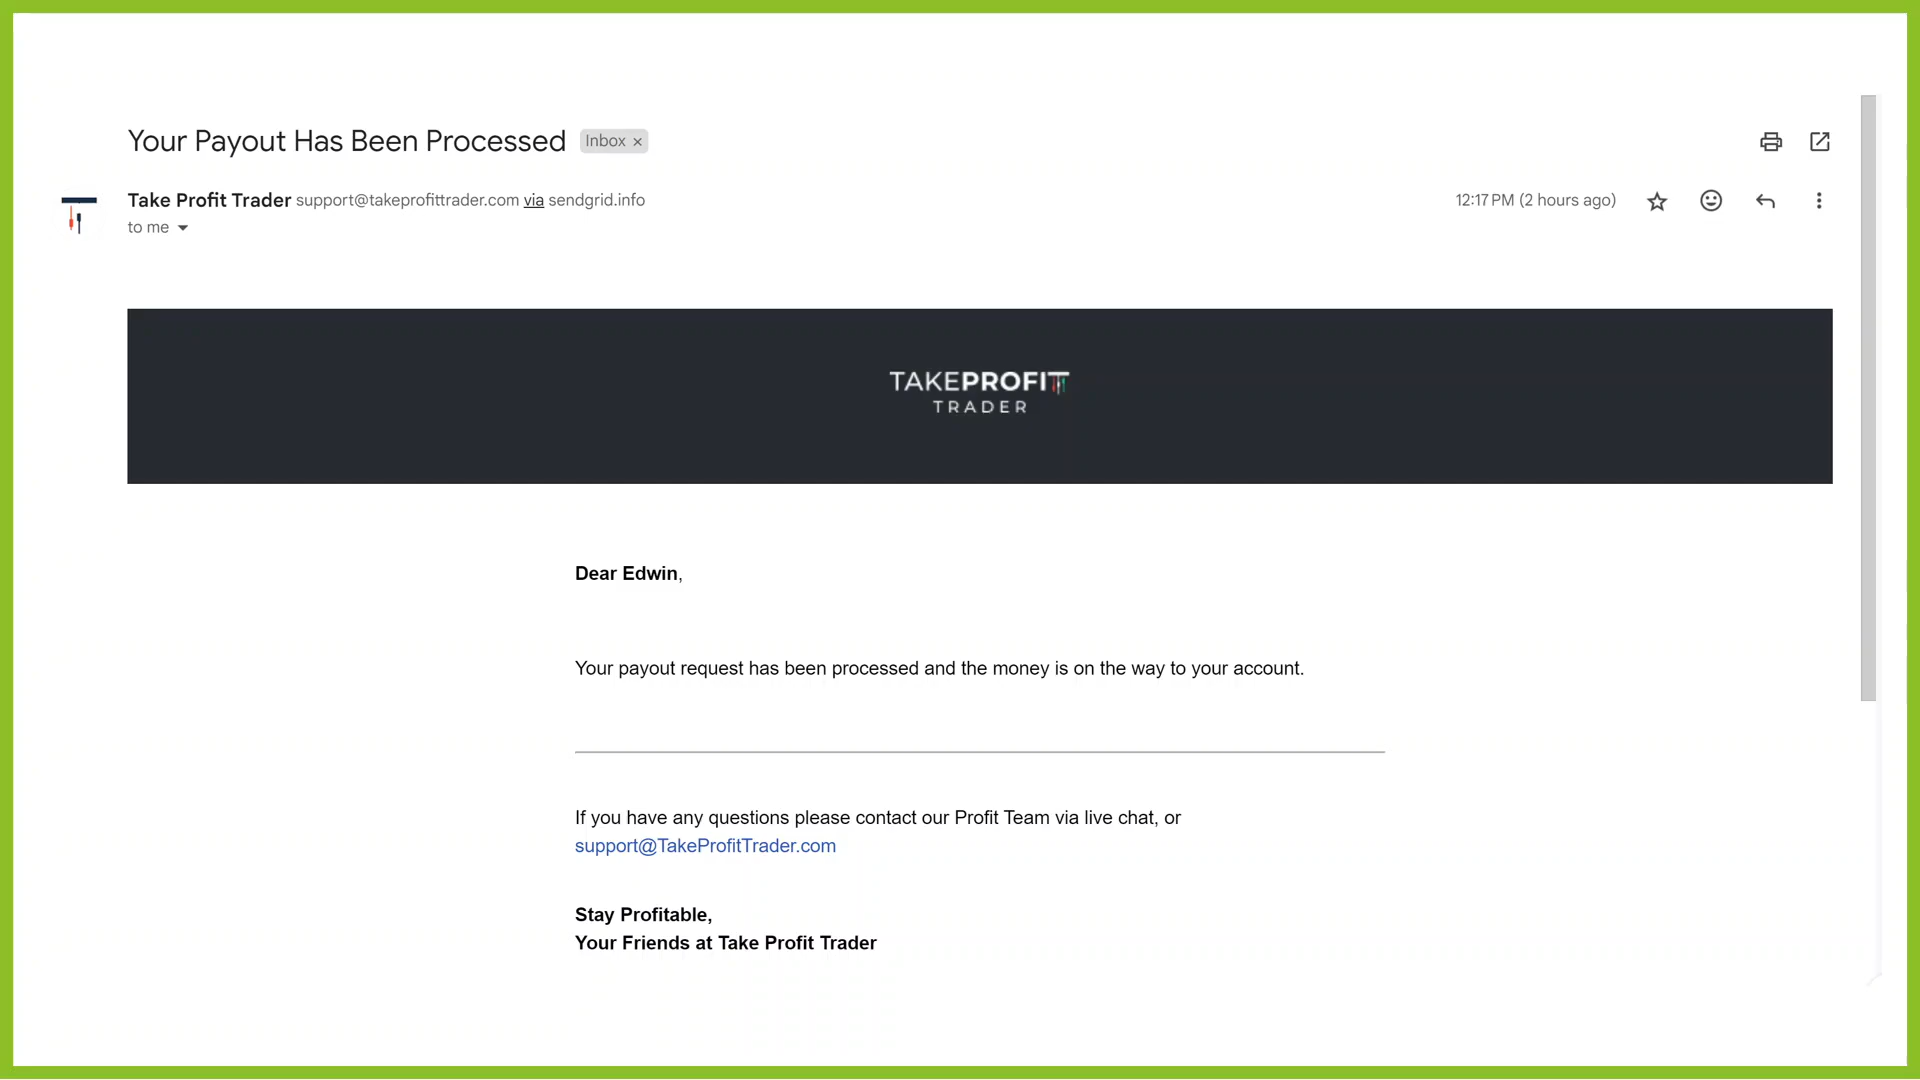 Your Payout Has Been Processed Inbox ×
Take Profit Trader support@takeprofittrader.com via sendgrid.info 12:17 PM (2 hours ago)
to me
TAKEPROFIT
TRADER
Dear Edwin,
Your payout request has been processed and the money is on the way to your account.
If you have any questions please contact our Profit Team via live chat, or
support@TakeProfitTrader.com
Stay Profitable,
Your Friends at Take Profit Trader